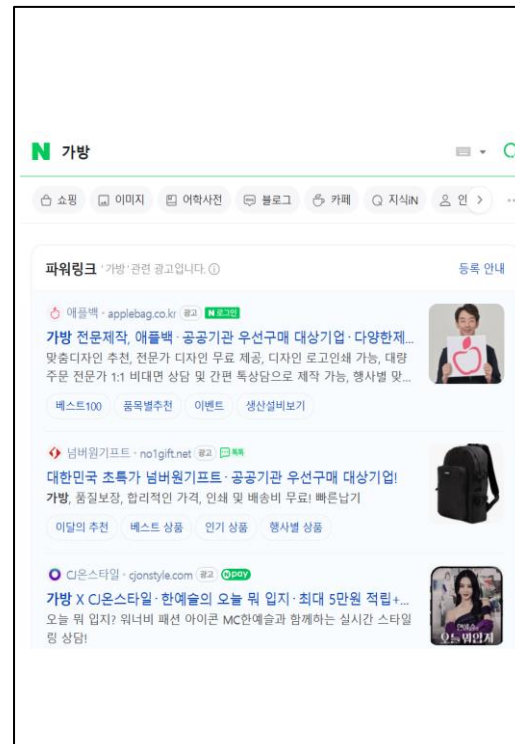 N 가방
쇼핑 이미지 어학사전 블로그 카페 지식iN 인
파워링크 '가방'관련 광고입니다. 등록 안내
애플백 · applebag.co.kr 광고 N 로그인
가방 전문제작, 애플백 · 공공기관 우선구매 대상기업 · 다양한제...
맞춤디자인 추천, 전문가 디자인 무료 제공, 디자인 로고인쇄 가능, 대량
주문 전문가 1:1 비대면 상담 및 간편 톡상담으로 제작 가능, 행사별 맞...
베스트100 품목별추천 이벤트 생산설비보기
넘버원기프트 · no1gift.net 광고 톡톡
대한민국 초특가 넘버원기프트 · 공공기관 우선구매 대상기업!
가방, 품질보장, 합리적인 가격, 인쇄 및 배송비 무료! 빠른납기
이달의 추천 베스트 상품 인기 상품 행사별 상품
CJ온스타일 · cjonstyle.com 광고 N pay
가방 X CJ온스타일 · 한예슬의 오늘 뭐 입지 · 최대 5만원 적립+...
오늘 뭐 입지? 워너비 패션 아이콘 MC한예슬과 함께하는 실시간 스타일
링 상담!
한예슬의
오늘 뭐입지